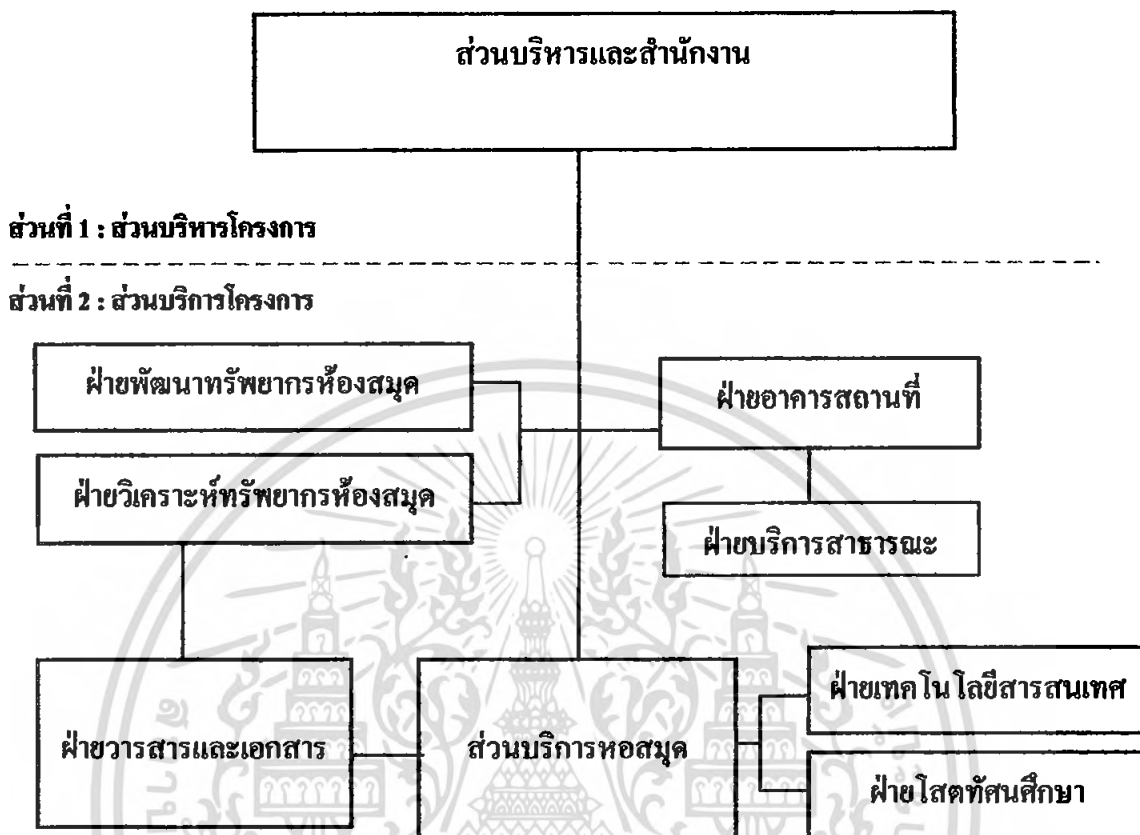 ส่วนบริหารและสำนักงาน
ส่วนที่ 1 : ส่วนบริหารโครงการ
ส่วนที่ 2 : ส่วนบริการโครงการ
ฝ่ายพัฒนาทรัพยากรห้องสมุด
ฝ่ายอาคารสถานที่
ฝ่ายวิเคราะห์ทรัพยากรห้องสมุด
ฝ่ายบริการสาธารณะ
ฝ่ายเทคโนโลยีสารสนเทศ
ฝ่ายวารสารและเอกสาร
ส่วนบริการหอสมุด
ฝ่ายโสตทัศนศึกษา